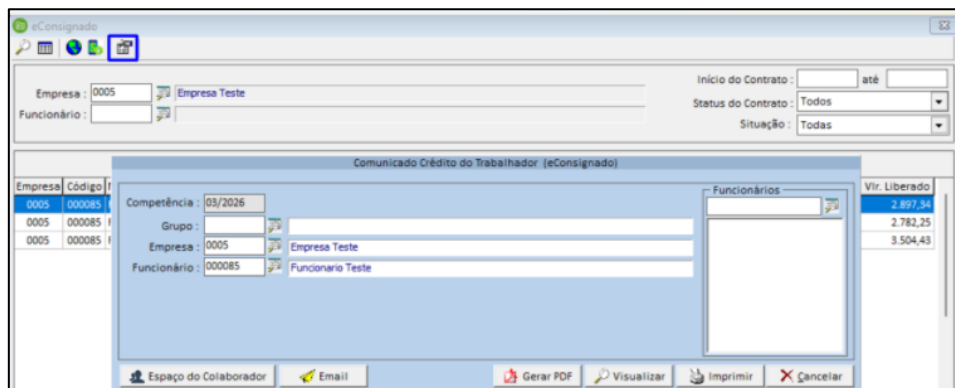 eConsignado
Início do Contrato : até
Empresa : 0005 Empresa Teste
Status do Contrato : Todos
Funcionário :
Situação : Todas
Comunicado Crédito do Trabalhador (eConsignado)
Empresa Código Vlr. Liberado
0005 000085 2.897,34
0005 000085 2.782,25
0005 000085 3.504,43
Competência : 03/2026
Funcionários
Grupo :
Empresa : 0005 Empresa Teste
Funcionário : 000085 Funcionario Teste
Espaço do Colaborador Email Gerar PDF Visualizar Imprimir Cancelar